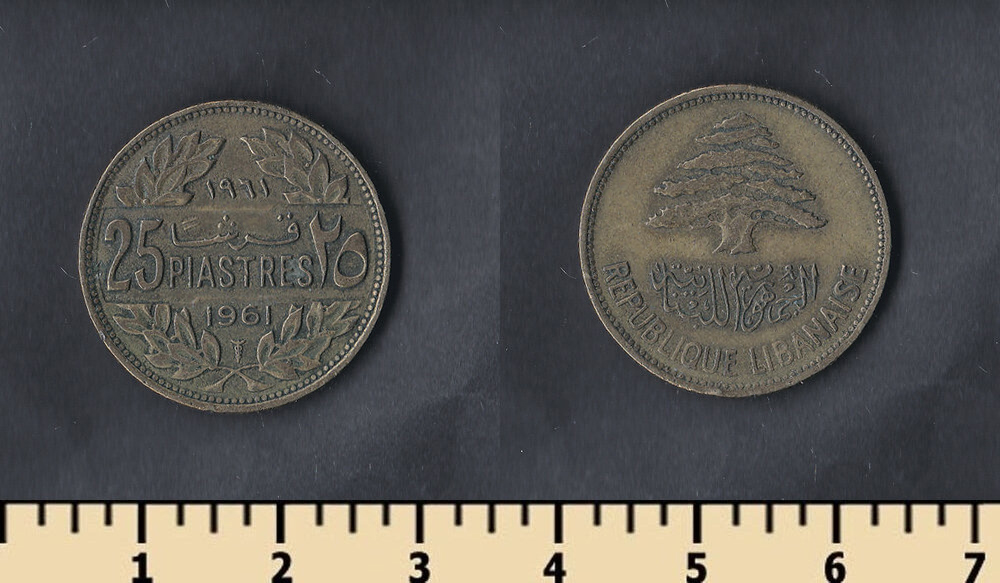 ١٩٦١
25 قرشا ٢٥
PIASTRES
1961
الجمهورية اللبنانية
REPUBLIQUE LIBANAISE
1 2 3 4 5 6 7